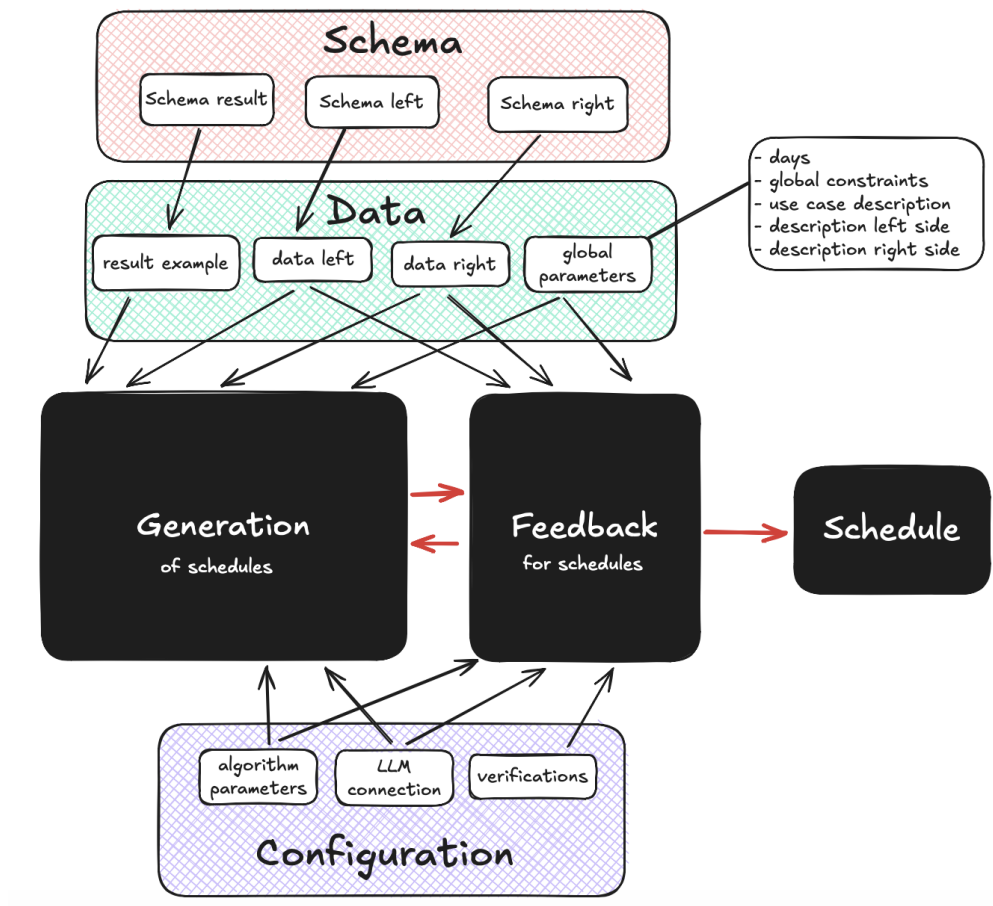 Schema
Schema result
Schema left
Schema right
Data
result example
data left
data right
global
parameters
- days
- global constraints
- use case description
- description left side
- description right side
Generation
of schedules
Feedback
for schedules
Schedule
algorithm
parameters
LLM
connection
verifications
Configuration